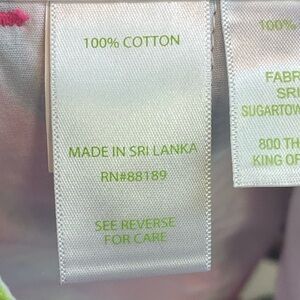 100% COTTON
MADE IN SRI LANKA
RN#88189
SEE REVERSE
FOR CARE
100%
FABR
SRI
SUGARTOW
800 TH
KING OF